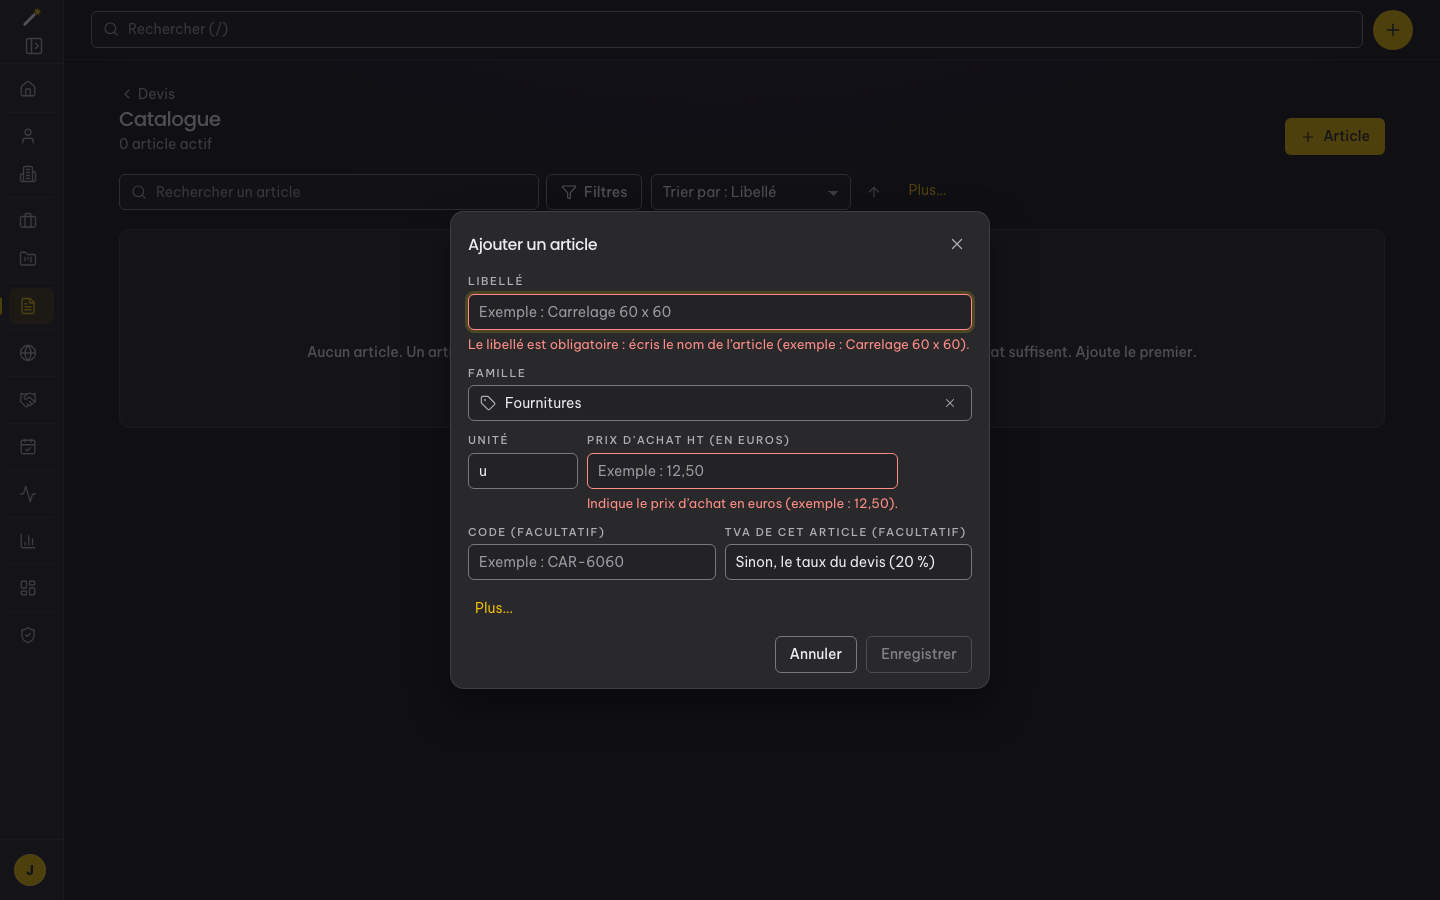 Rechercher (/)
Devis
Catalogue
0 article actif
Article
Rechercher un article
Filtres
Trier par : Libellé
Plus...
Ajouter un article
LIBELLÉ
Exemple : Carrelage 60 x 60
Le libellé est obligatoire : écris le nom de l'article (exemple : Carrelage 60 x 60).
Aucun article. Un
suffisent. Ajoute le premier.
FAMILLE
Fournitures
UNITÉ
PRIX D'ACHAT HT (EN EUROS)
u
Exemple : 12,50
Indique le prix d'achat en euros (exemple : 12,50).
CODE (FACULTATIF)
TVA DE CET ARTICLE (FACULTATIF)
Exemple : CAR-6060
Sinon, le taux du devis (20 %)
Plus...
Annuler
Enregistrer
J